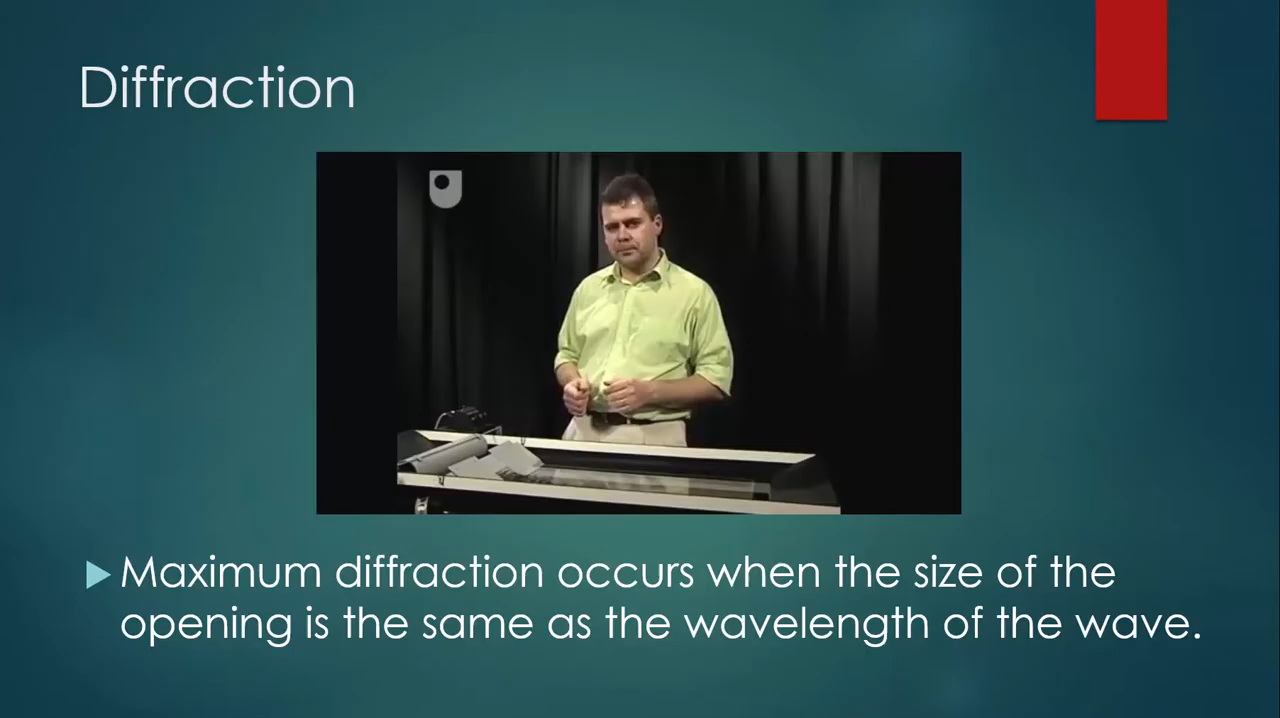 Diffraction
Maximum diffraction occurs when the size of the
opening is the same as the wavelength of the wave.